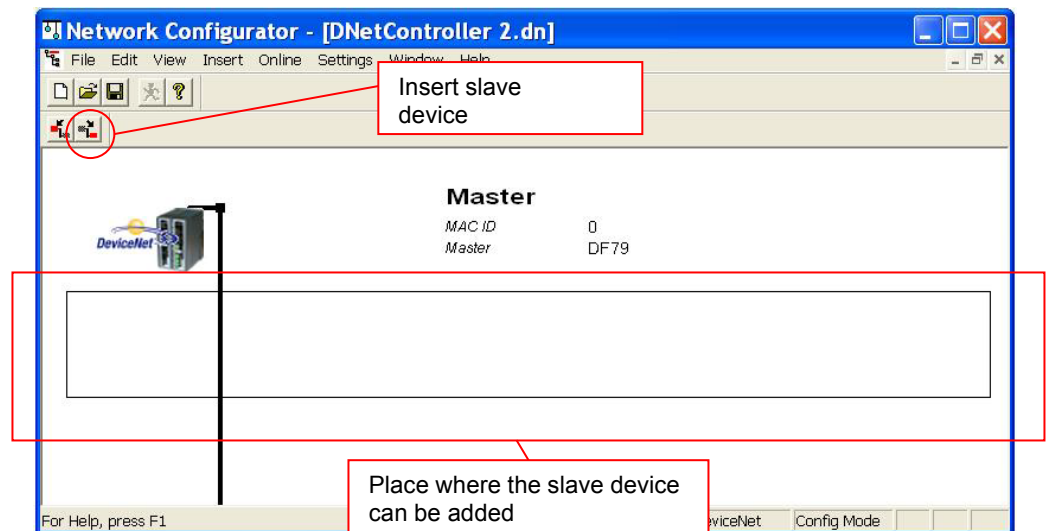 Network Configurator - [DNetController 2.dn]
File Edit View Insert Online Settings Window Help
Insert slave
device
Master
MAC ID 0
DeviceNet
Master DF79
Place where the slave device
can be added
For Help, press F1
viceNet Config Mode